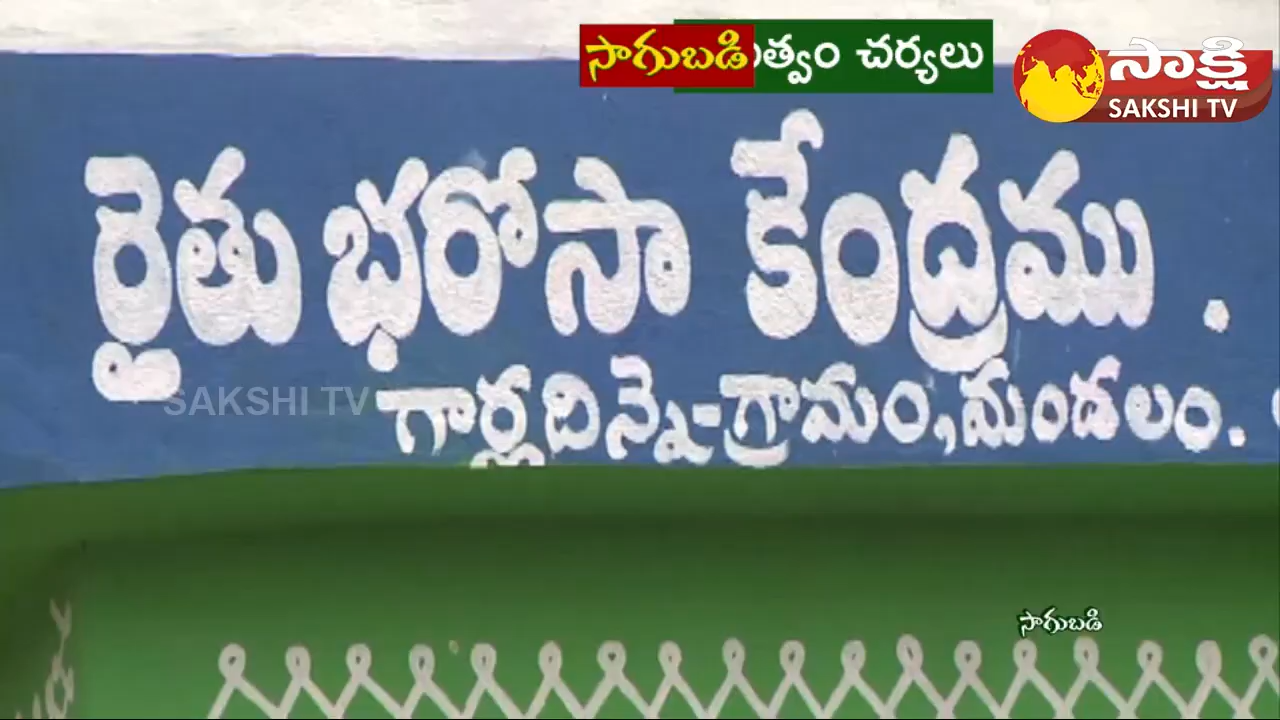 సాగుబడి
త్వం చర్యలు
సాక్షి
SAKSHI TV
రైతు భరోసా కేంద్రము .
SAKSHI TV
గార్లదిన్నె-గ్రామం,మండలం.
సాగుబడి